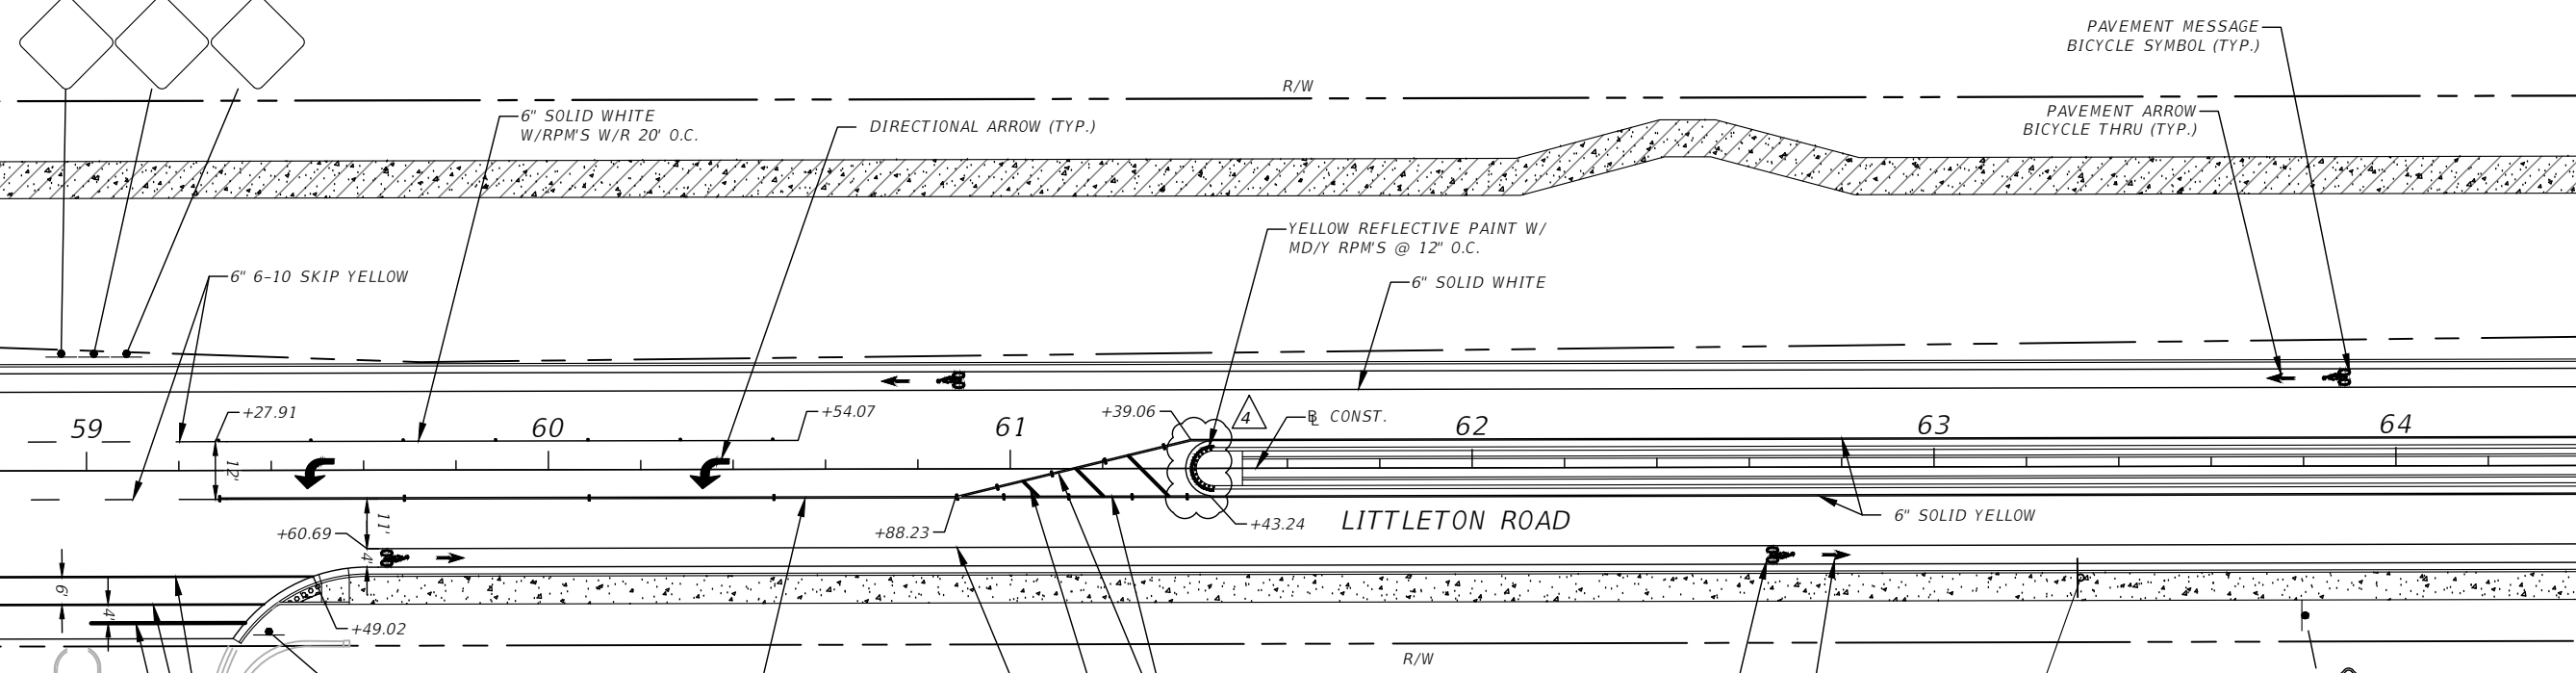 PAVEMENT MESSAGE
BICYCLE SYMBOL (TYP.)
R/W
6" SOLID WHITE
W/RPM'S W/R 20' O.C.
DIRECTIONAL ARROW (TYP.)
PAVEMENT ARROW
BICYCLE THRU (TYP.)
YELLOW REFLECTIVE PAINT W/
MD/Y RPM'S @ 12" O.C.
6" 6-10 SKIP YELLOW
6" SOLID WHITE
+27.91
+54.07
+39.06
4
℄ CONST.
59
60
61
62
63
64
12'
11'
+60.69
+88.23
+43.24
LITTLETON ROAD
6" SOLID YELLOW
4'
6'
4'
+49.02
R/W